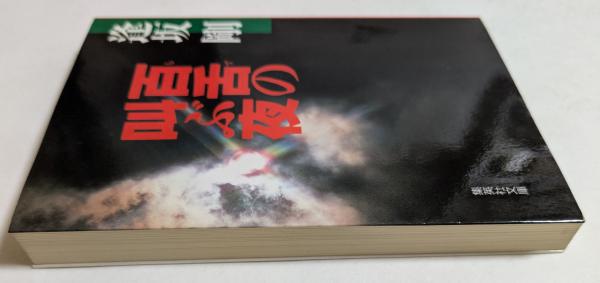 逢坂 剛
百舌の
叫ぶ夜
集英社文庫